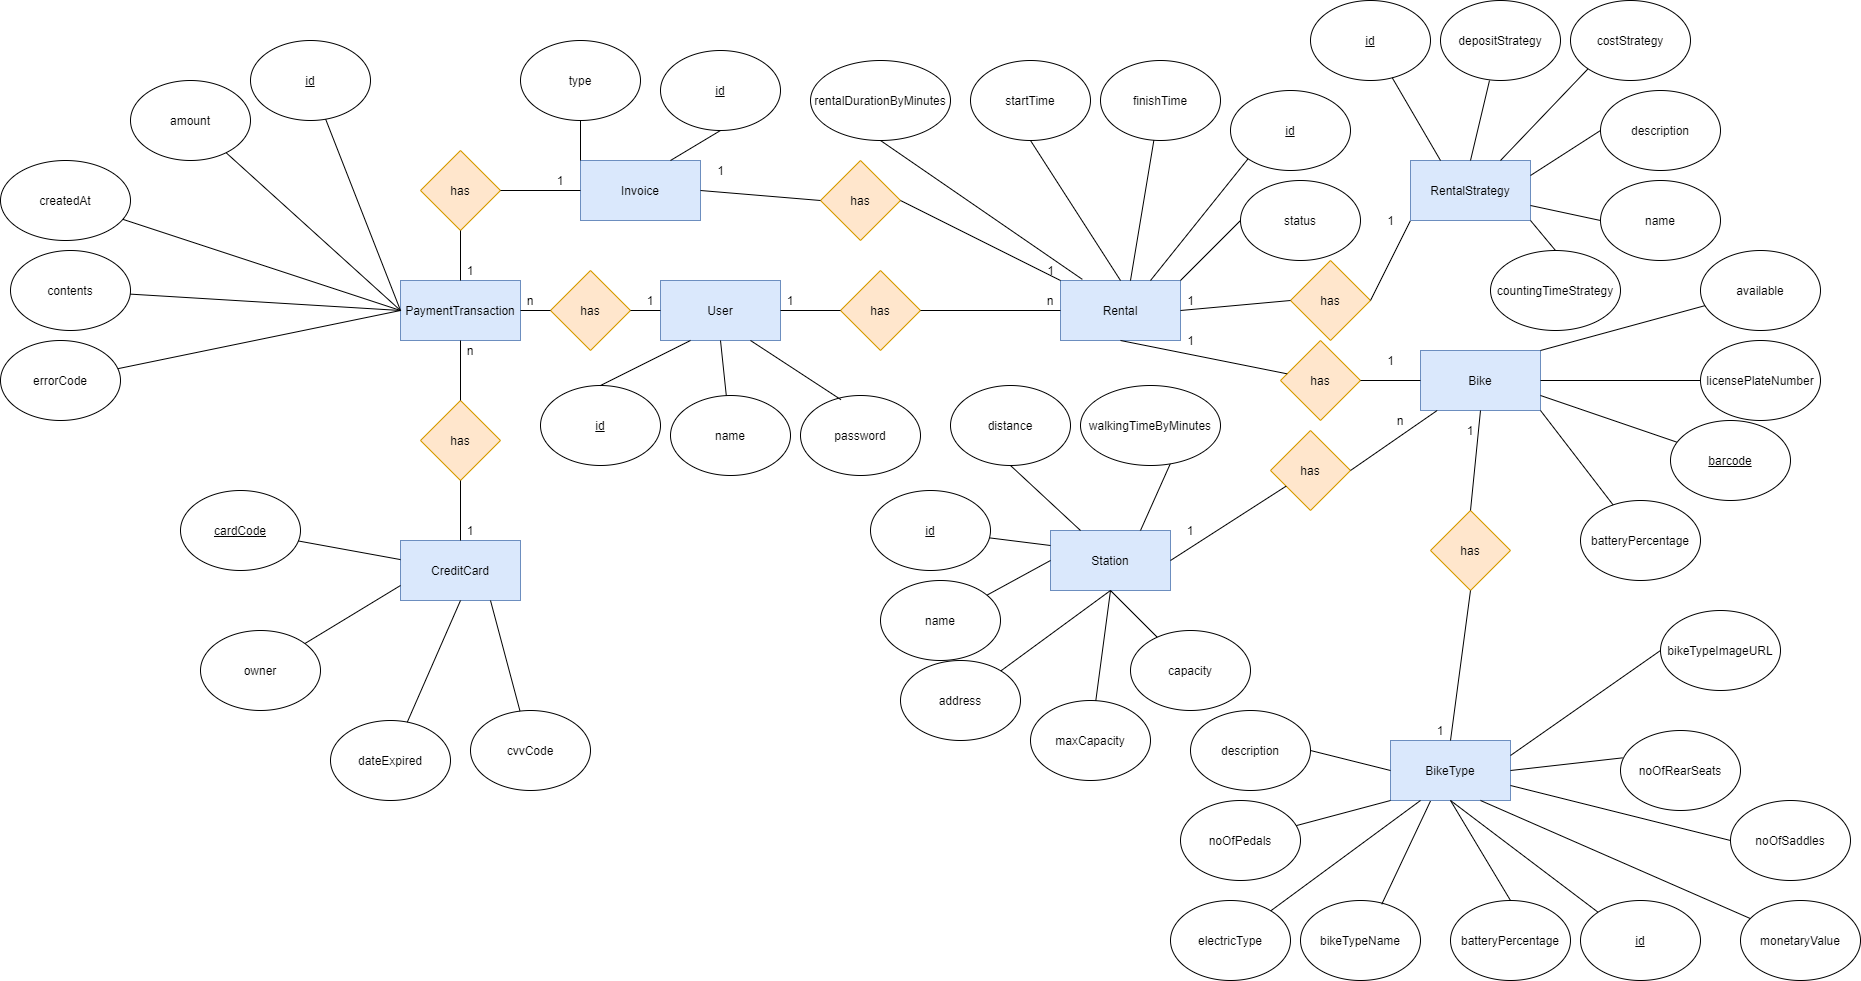 id
depositStrategy
costStrategy
type
id
id
amount
rentalDurationByMinutes
startTime
finishTime
id
description
createdAt
has
1
Invoice
1
has
RentalStrategy
status
1
name
contents
1
1
has
countingTimeStrategy
available
PaymentTransaction
n
has
1
User
1
has
n
Rental
1
1
errorCode
n
has
1
Bike
licensePlateNumber
id
name
password
distance
walkingTimeByMinutes
n
1
has
has
barcode
cardCode
1
CreditCard
id
1
Station
has
batteryPercentage
name
owner
address
capacity
bikeTypeImageURL
dateExpired
cvvCode
maxCapacity
description
1
BikeType
noOfRearSeats
noOfPedals
noOfSaddles
electricType
bikeTypeName
batteryPercentage
id
monetaryValue